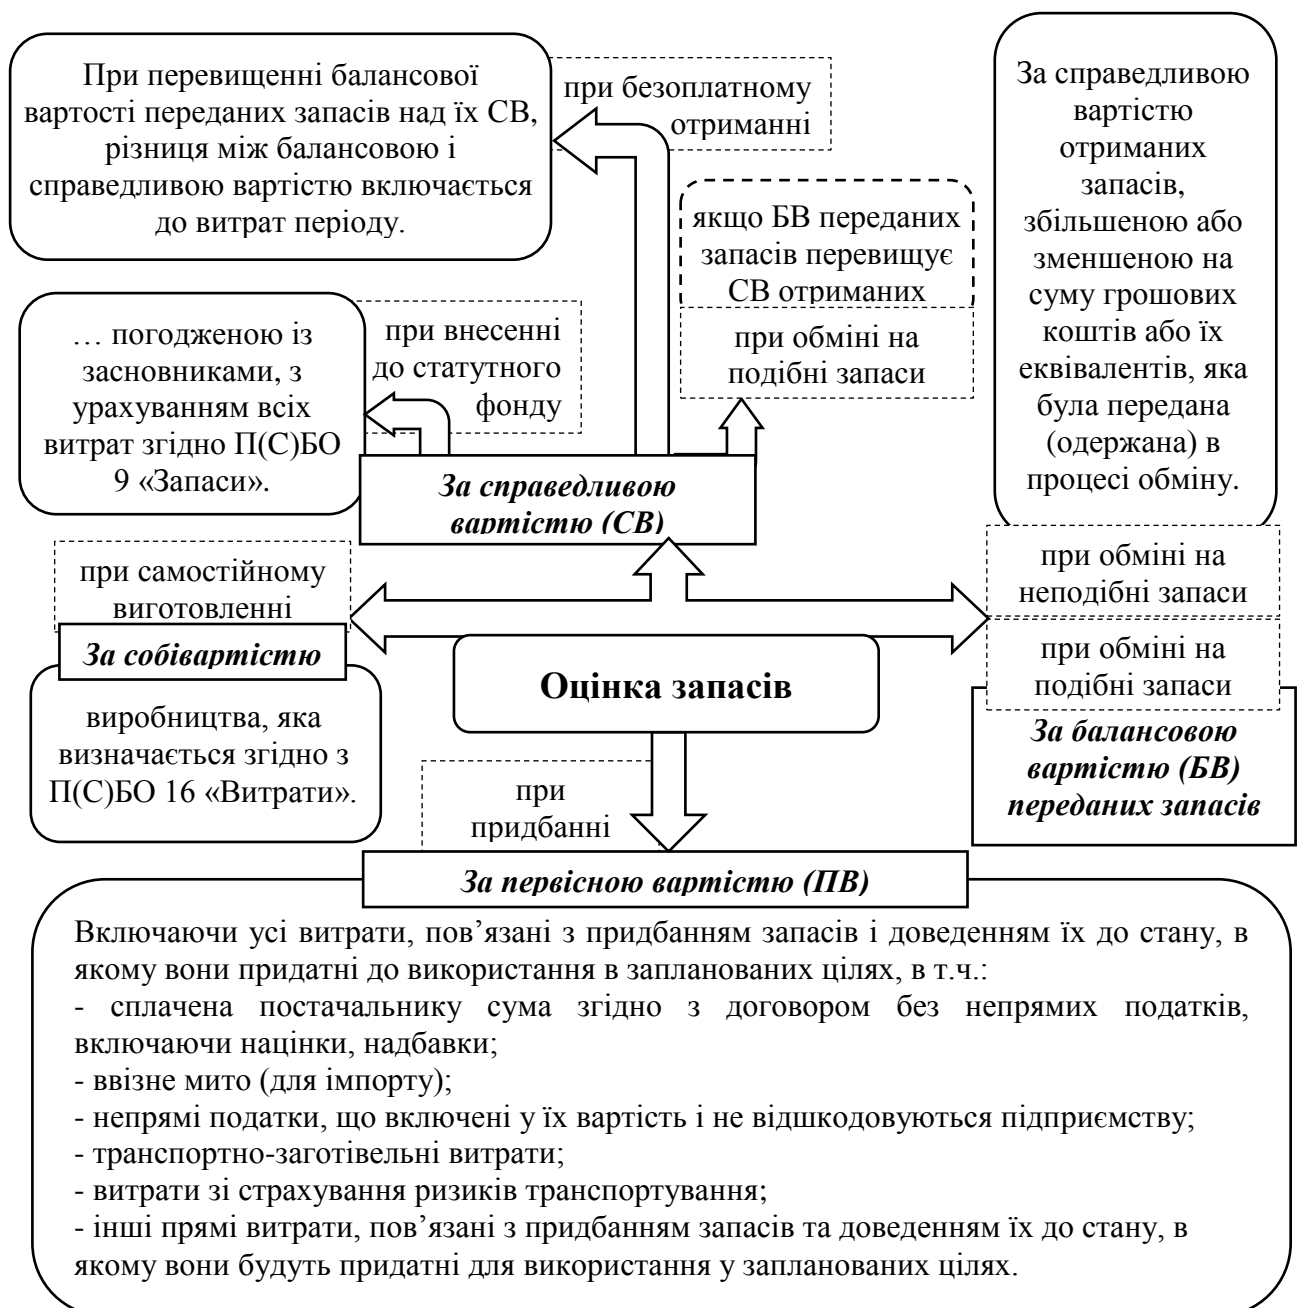 При перевищенні балансової
вартості переданих запасів над їх СВ,
різниця між балансовою і
справедливою вартістю включається
до витрат періоду.
при безоплатному
отриманні
якщо БВ переданих
запасів перевищує
СВ отриманих
при обміні на
подібні запаси
За справедливою
вартістю
отриманих
запасів,
збільшеною або
зменшеною на
суму грошових
коштів або їх
еквівалентів, яка
була передана
(одержана) в
процесі обміну.
… погодженою із
засновниками, з
урахуванням всіх
витрат згідно П(С)БО
9 «Запаси».
при внесенні
до статутного
фонду
За справедливою
вартістю (СВ)
при самостійному
виготовленні
За собівартістю
виробництва, яка
визначається згідно з
П(С)БО 16 «Витрати».
Оцінка запасів
при обміні на
неподібні запаси
при обміні на
подібні запаси
За балансовою
вартістю (БВ)
переданих запасів
при
придбанні
За первісною вартістю (ПВ)
Включаючи усі витрати, пов’язані з придбанням запасів і доведенням їх до стану, в
якому вони придатні до використання в запланованих цілях, в т.ч.:
- сплачена постачальнику сума згідно з договором без непрямих податків,
включаючи націнки, надбавки;
- ввізне мито (для імпорту);
- непрямі податки, що включені у їх вартість і не відшкодовуються підприємству;
- транспортно-заготівельні витрати;
- витрати зі страхування ризиків транспортування;
- інші прямі витрати, пов’язані з придбанням запасів та доведенням їх до стану, в
якому вони будуть придатні для використання у запланованих цілях.